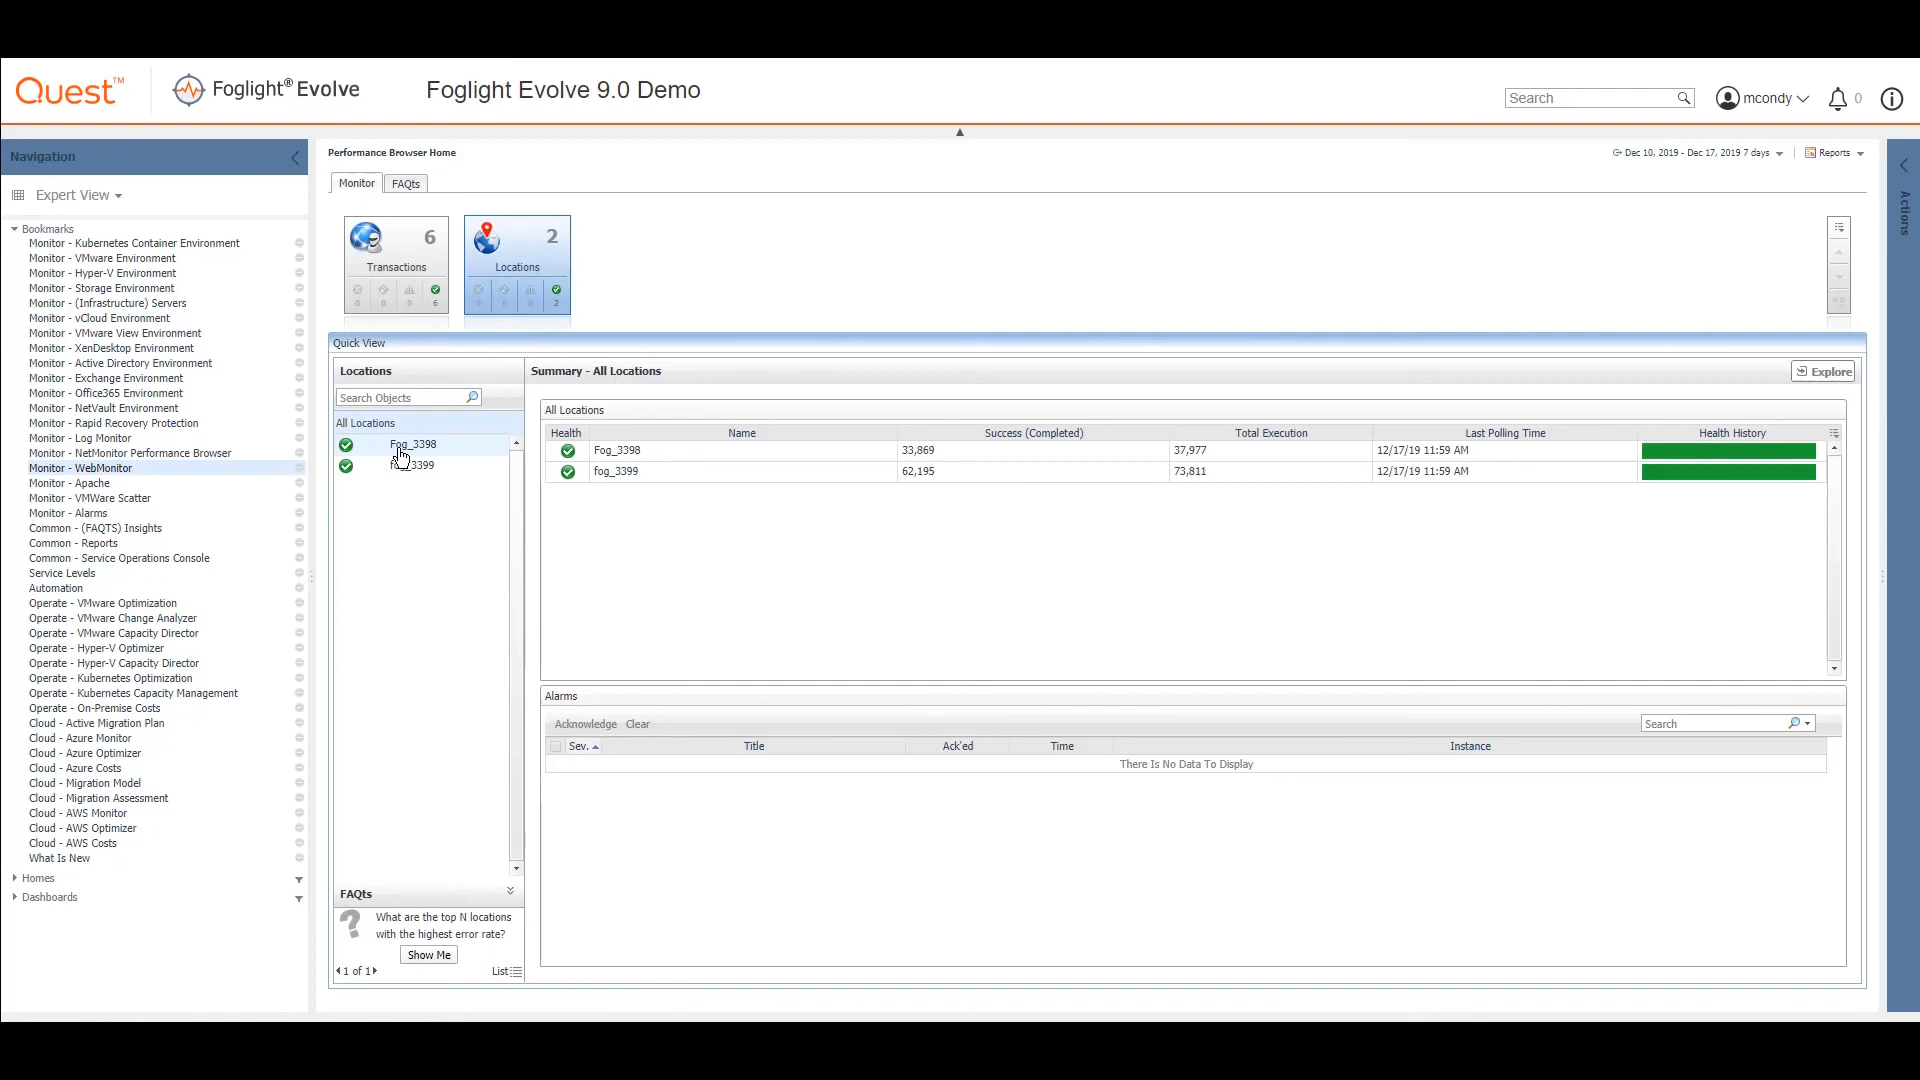 Quest™
Foglight® Evolve
Foglight Evolve 9.0 Demo
Search
mcondy
0
Navigation
Expert View
Bookmarks
Monitor - Kubernetes Container Environment
Monitor - VMware Environment
Monitor - Hyper-V Environment
Monitor - Storage Environment
Monitor - (Infrastructure) Servers
Monitor - vCloud Environment
Monitor - VMware View Environment
Monitor - XenDesktop Environment
Monitor - Active Directory Environment
Monitor - Exchange Environment
Monitor - Office365 Environment
Monitor - NetVault Environment
Monitor - Rapid Recovery Protection
Monitor - Log Monitor
Monitor - NetMonitor Performance Browser
Monitor - WebMonitor
Monitor - Apache
Monitor - VMWare Scatter
Monitor - Alarms
Common - (FAQTS) Insights
Common - Reports
Common - Service Operations Console
Service Levels
Automation
Operate - VMware Optimization
Operate - VMware Change Analyzer
Operate - VMware Capacity Director
Operate - Hyper-V Optimizer
Operate - Hyper-V Capacity Director
Operate - Kubernetes Optimization
Operate - Kubernetes Capacity Management
Operate - On-Premise Costs
Cloud - Active Migration Plan
Cloud - Azure Monitor
Cloud - Azure Optimizer
Cloud - Azure Costs
Cloud - Migration Model
Cloud - Migration Assessment
Cloud - AWS Monitor
Cloud - AWS Optimizer
Cloud - AWS Costs
What Is New
Homes
Dashboards
Performance Browser Home
Dec 10, 2019 - Dec 17, 2019 7 days
Reports
Monitor
FAQts
6
Transactions
0 0 0 6
2
Locations
0 0 0 2
Quick View
Locations
Search Objects
All Locations
Fog_3398
fog_3399
FAQts
What are the top N locations
with the highest error rate?
Show Me
1 of 1
List
Summary - All Locations
Explore
All Locations
Health Name Success (Completed) Total Execution Last Polling Time Health History
Fog_3398 33,869 37,977 12/17/19 11:59 AM
fog_3399 62,195 73,811 12/17/19 11:59 AM
Alarms
Acknowledge Clear
Search
Sev. Title Ack'ed Time Instance
There Is No Data To Display
Actions